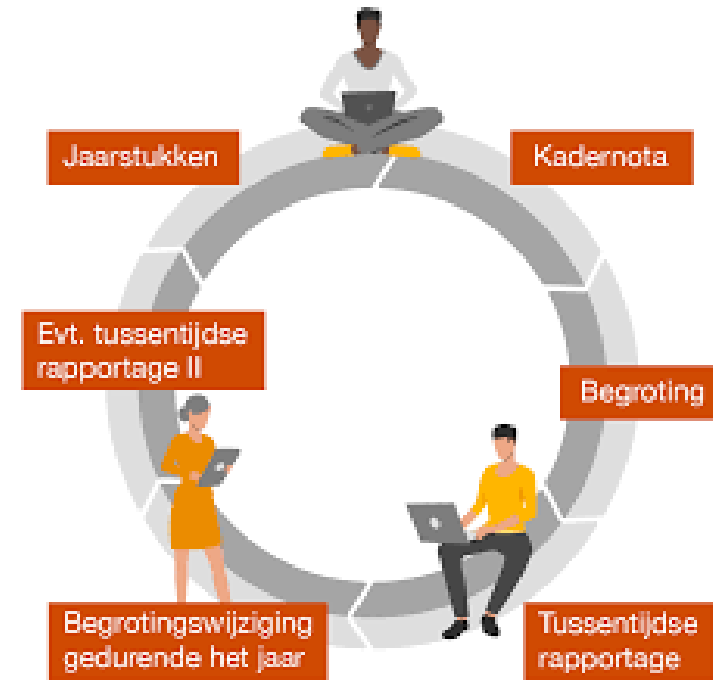 Jaarstukken
Kadernota
Evt. tussentijdse
rapportage II
Begroting
Begrotingswijziging
gedurende het jaar
Tussentijdse
rapportage